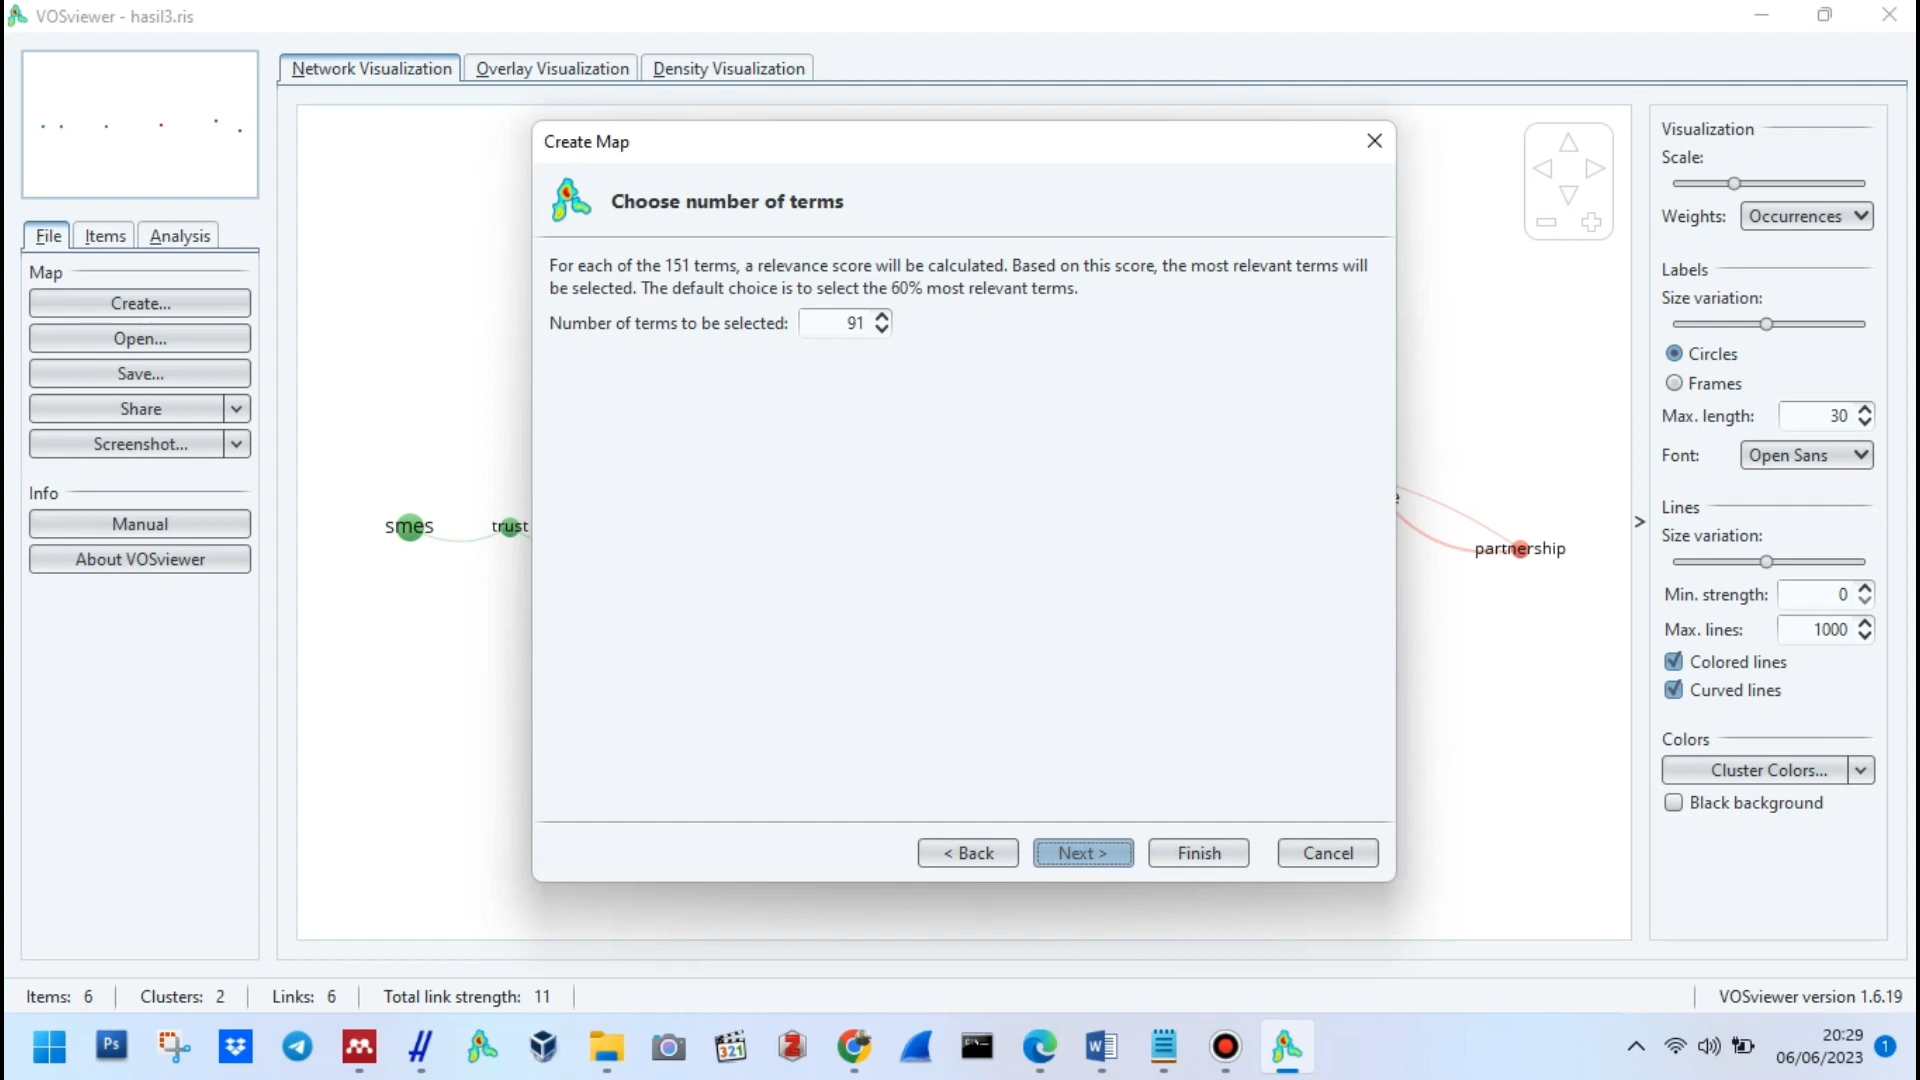 VOSviewer - hasil3.ris
Network Visualization
Overlay Visualization
Density Visualization
File
Items
Analysis
Map
Create...
Open...
Save...
Share
Screenshot...
Info
Manual
About VOSviewer
smes
trust
Create Map
Choose number of terms
For each of the 151 terms, a relevance score will be calculated. Based on this score, the most relevant terms will
be selected. The default choice is to select the 60% most relevant terms.
Number of terms to be selected: 91
< Back
Next >
Finish
Cancel
e
partnership
>
Visualization
Scale:
Weights: Occurrences
Labels
Size variation:
Circles
Frames
Max. length: 30
Font: Open Sans
Lines
Size variation:
Min. strength: 0
Max. lines: 1000
Colored lines
Curved lines
Colors
Cluster Colors...
Black background
Items: 6
Clusters: 2
Links: 6
Total link strength: 11
VOSviewer version 1.6.19
Ps
321
20:29
06/06/2023
1